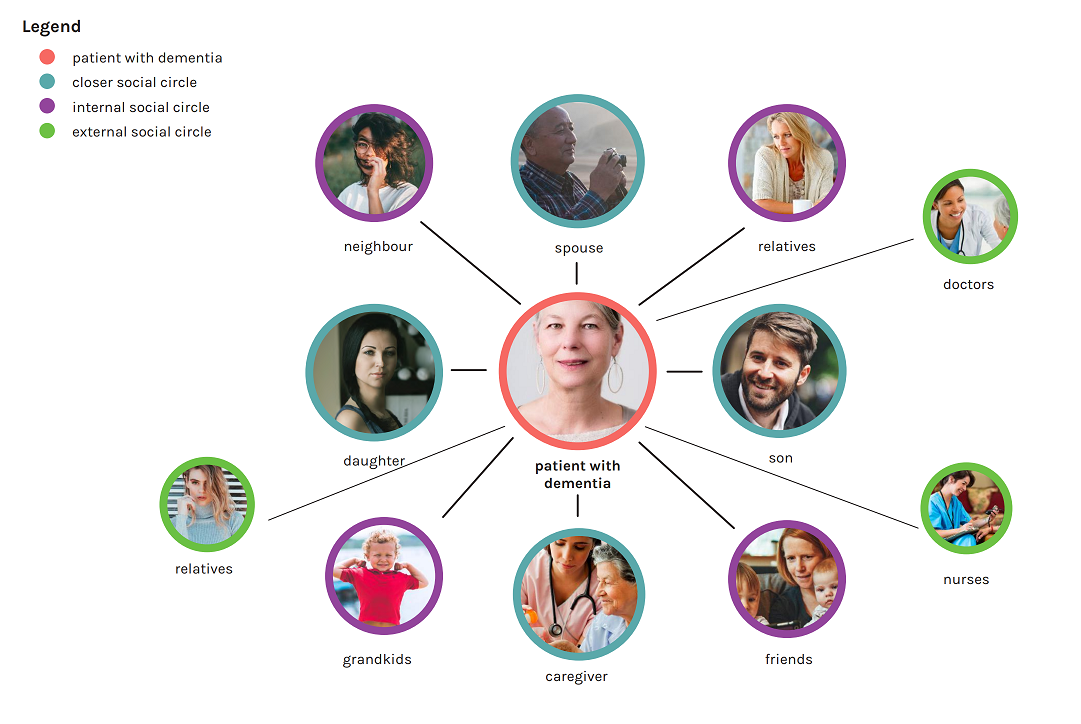 Legend
patient with dementia
closer social circle
internal social circle
external social circle
neighbour
spouse
relatives
doctors
daughter
patient with
dementia
son
relatives
nurses
grandkids
caregiver
friends